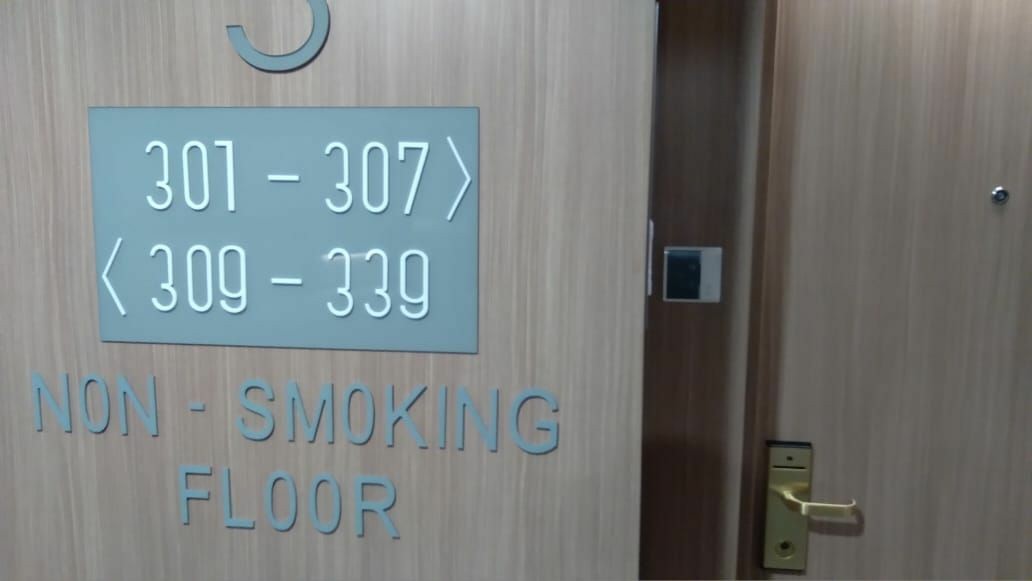 301 - 307 >
< 309 - 339
NON - SMOKING
FLOOR